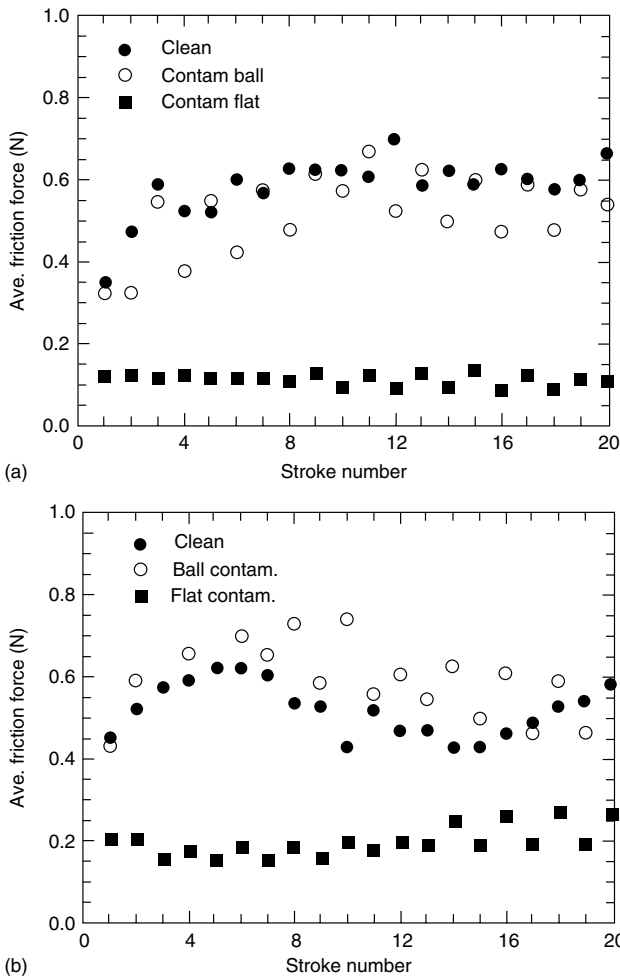 1.0
Clean
Contam ball
Contam flat
0.8
0.6
0.4
0.2
0.0
Ave. friction force (N)
0 4 8 12 16 20
Stroke number
(a)
1.0
Clean
Ball contam.
Flat contam.
0.8
0.6
0.4
0.2
0.0
Ave. friction force (N)
0 4 8 12 16 20
Stroke number
(b)